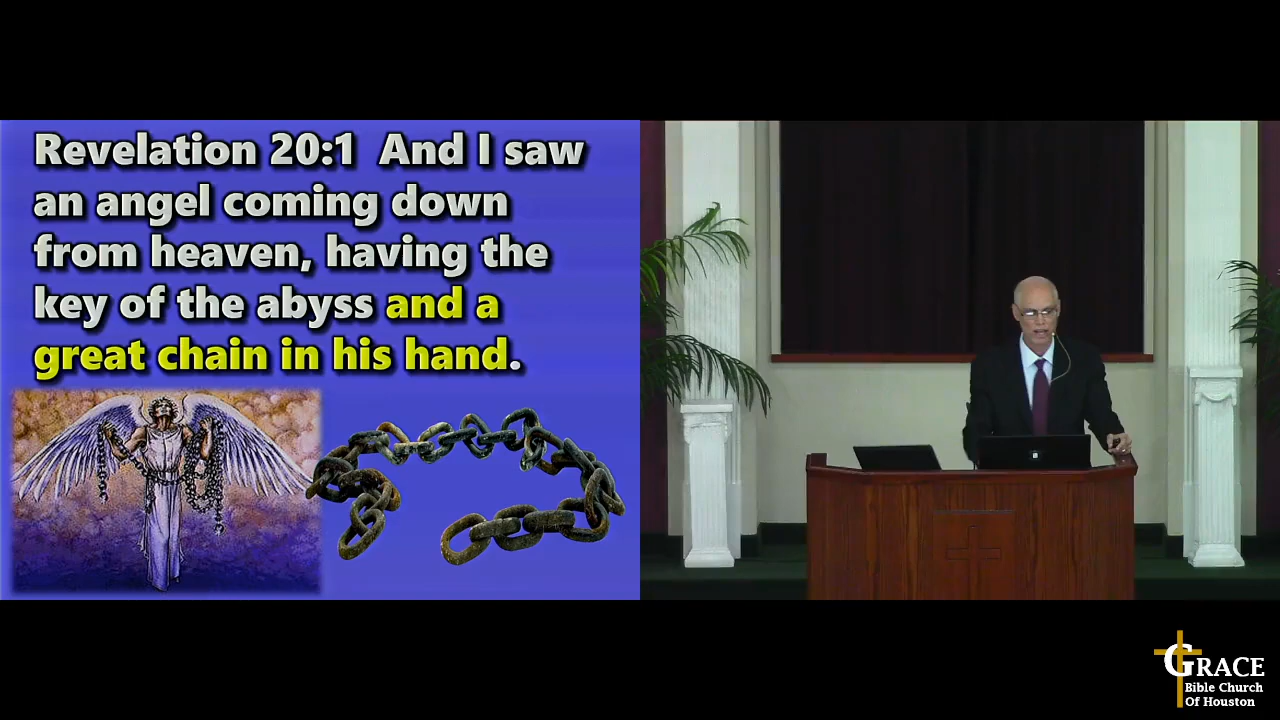 Revelation 20:1  And I saw
an angel coming down
from heaven, having the
key of the abyss and a
great chain in his hand.
GRACE
Bible Church
Of Houston